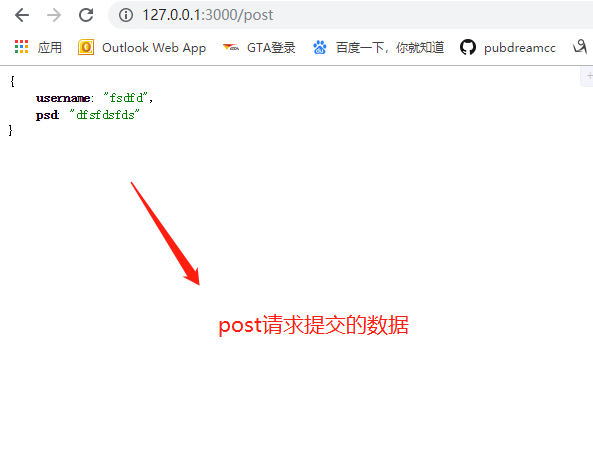 127.0.0.1:3000/post
应用 Outlook Web App GTA登录 百度一下，你就知道 pubdreamcc
{
username: "fsdfd",
psd: "dfsfdsfds"
}
post请求提交的数据